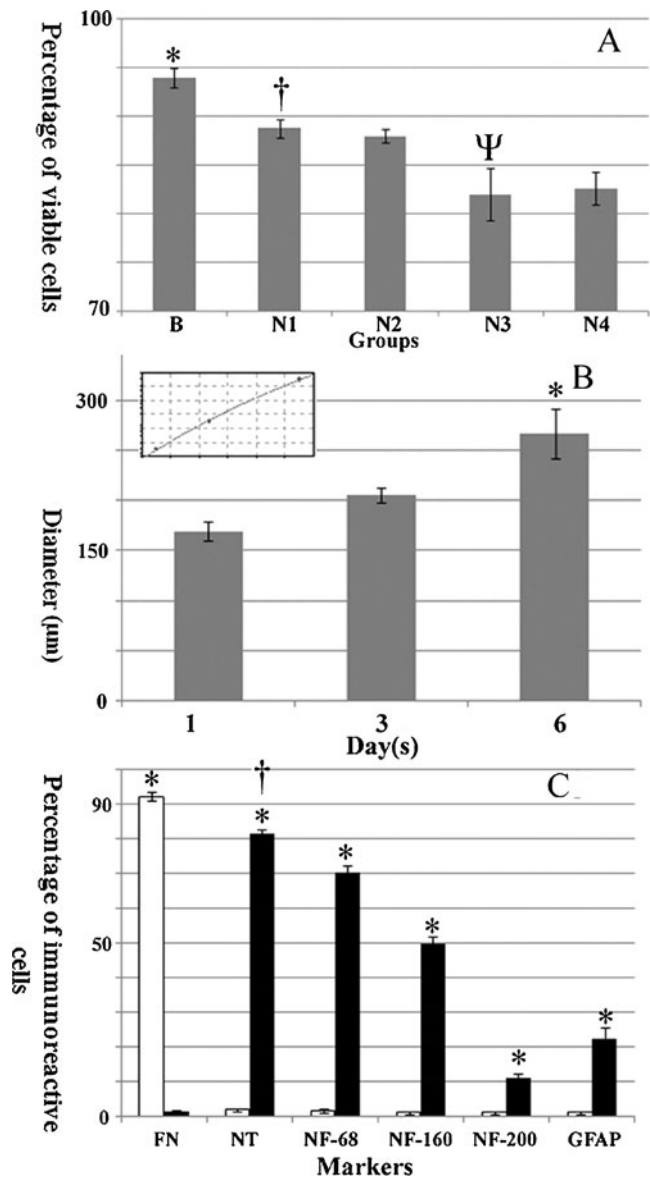 Percentage of viable cells
100
70
A
*
†
Ψ
B N1 N2 N3 N4
Groups
Diameter (µm)
300
150
0
B
*
1 3 6
Day(s)
Percentage of immunoreactive
cells
90
50
0
C
* † * * * * *
FN NT NF-68 NF-160 NF-200 GFAP
Markers